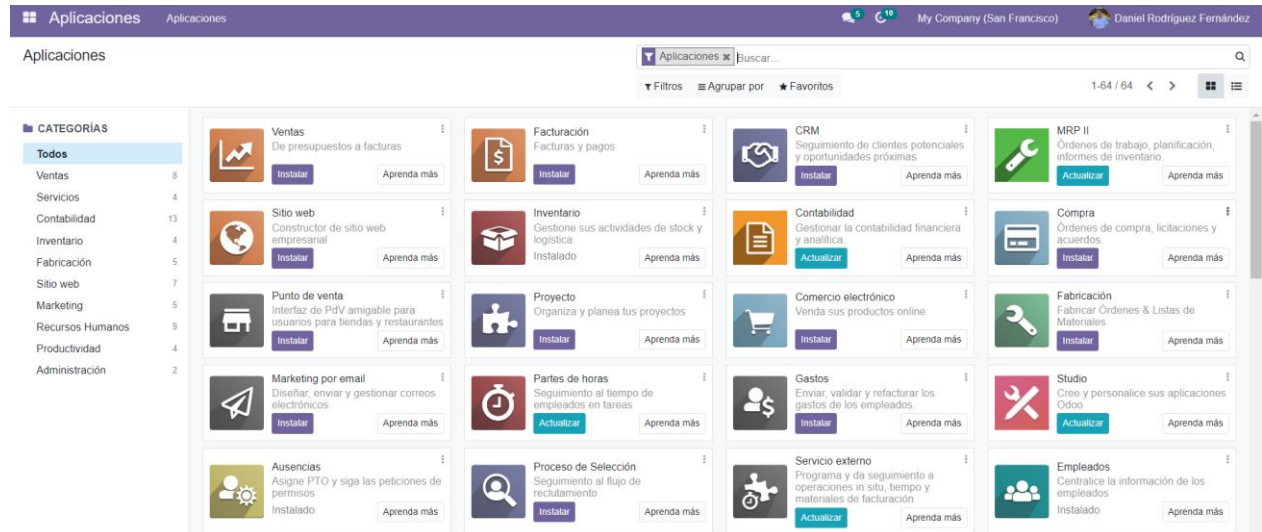 Aplicaciones Aplicaciones 5 10 My Company (San Francisco) Daniel Rodríguez Fernández
Aplicaciones
Aplicaciones Buscar...
Filtros Agrupar por Favoritos 1-64 / 64
CATEGORÍAS
Todos
Ventas 8
Servicios 4
Contabilidad 13
Inventario 4
Fabricación 5
Sitio web 7
Marketing 5
Recursos Humanos 9
Productividad 4
Administración 2
Ventas
De presupuestos a facturas
Instalar Aprenda más
Facturación
Facturas y pagos
Instalar Aprenda más
CRM
Seguimiento de clientes potenciales
y oportunidades próximas
Instalar Aprenda más
MRP II
Órdenes de trabajo, planificación,
informes de inventario.
Actualizar Aprenda más
Sitio web
Constructor de sitio web
empresarial
Instalar Aprenda más
Inventario
Gestione sus actividades de stock y
logística.
Instalado Aprenda más
Contabilidad
Gestionar la contabilidad financiera
y analítica.
Actualizar Aprenda más
Compra
Órdenes de compra, licitaciones y
acuerdos.
Instalar Aprenda más
Punto de venta
Interfaz de PdV amigable para
usuarios para tiendas y restaurantes
Instalar Aprenda más
Proyecto
Organiza y planea tus proyectos
Instalar Aprenda más
Comercio electrónico
Venda sus productos online
Instalar Aprenda más
Fabricación
Fabricar Órdenes & Listas de
Materiales
Instalar Aprenda más
Marketing por email
Diseñar, enviar y gestionar correos
electrónicos
Instalar Aprenda más
Partes de horas
Seguimiento al tiempo de
empleados en tareas
Actualizar Aprenda más
Gastos
Enviar, validar y refacturar los
gastos de los empleados.
Instalar Aprenda más
Studio
Cree y personalice sus aplicaciones
Odoo
Actualizar Aprenda más
Ausencias
Asigne PTO y siga las peticiones de
permisos
Instalado Aprenda más
Proceso de Selección
Seguimiento al flujo de
reclutamiento
Instalar Aprenda más
Servicio externo
Programa y da seguimiento a
operaciones in situ, tiempo y
materiales de facturación
Actualizar Aprenda más
Empleados
Centralice la información de los
empleados
Instalado Aprenda más